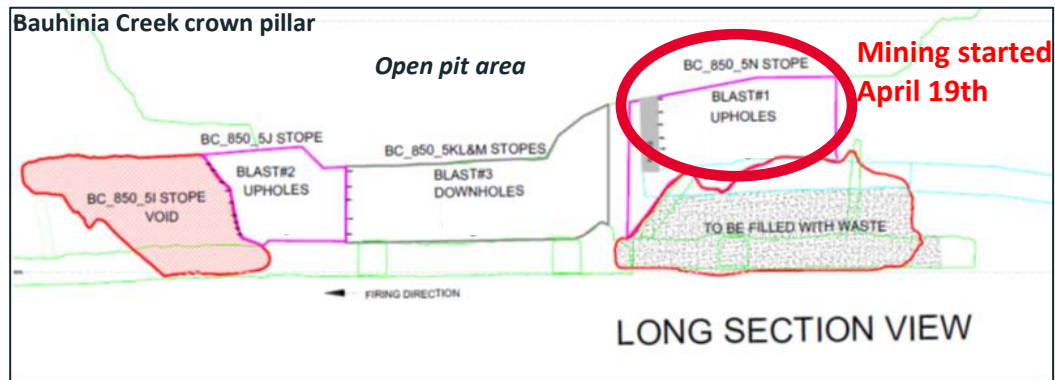 Bauhinia Creek crown pillar
Open pit area
Mining started
April 19th
BC_850_5N STOPE
BLAST#1
UPHOLES
BC_850_5J STOPE
BLAST#2
UPHOLES
BC_850_5KL&M STOPES
BLAST#3
DOWNHOLES
BC_850_5I STOPE
VOID
TO BE FILLED WITH WASTE
FIRING DIRECTION
LONG SECTION VIEW